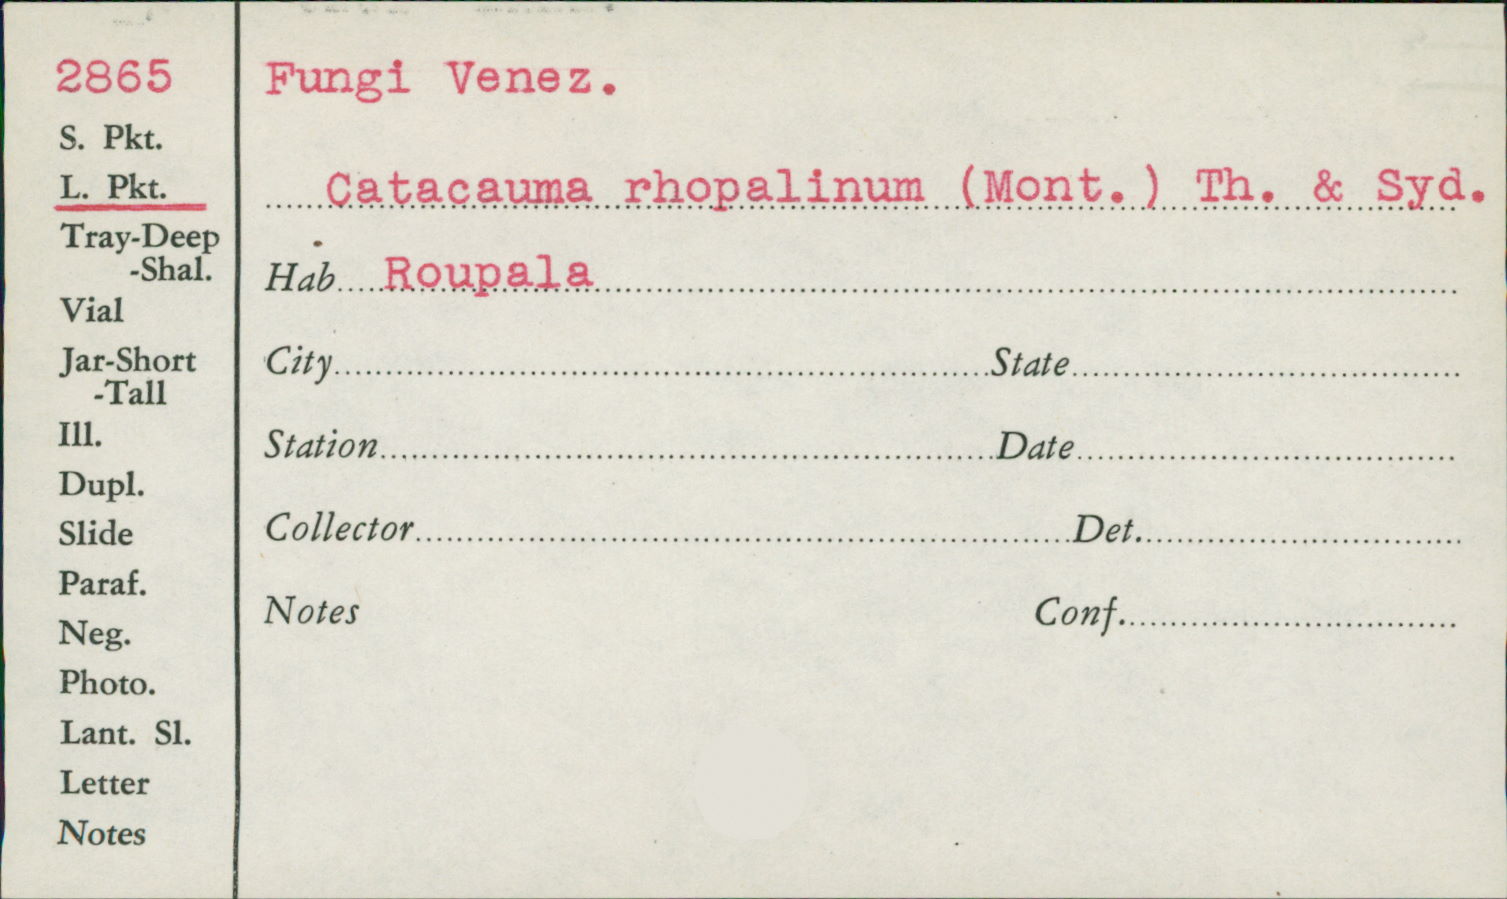 2865
S. Pkt.
L. Pkt.
Tray-Deep
-Shal.
Vial
Jar-Short
-Tall
Ill.
Dupl.
Slide
Paraf.
Neg.
Photo.
Lant. Sl.
Letter
Notes
Fungi Venez.
Catacauma rhopalinum (Mont.) Th. & Syd.
Hab. Roupala
City State
Station Date
Collector Det.
Notes Conf.